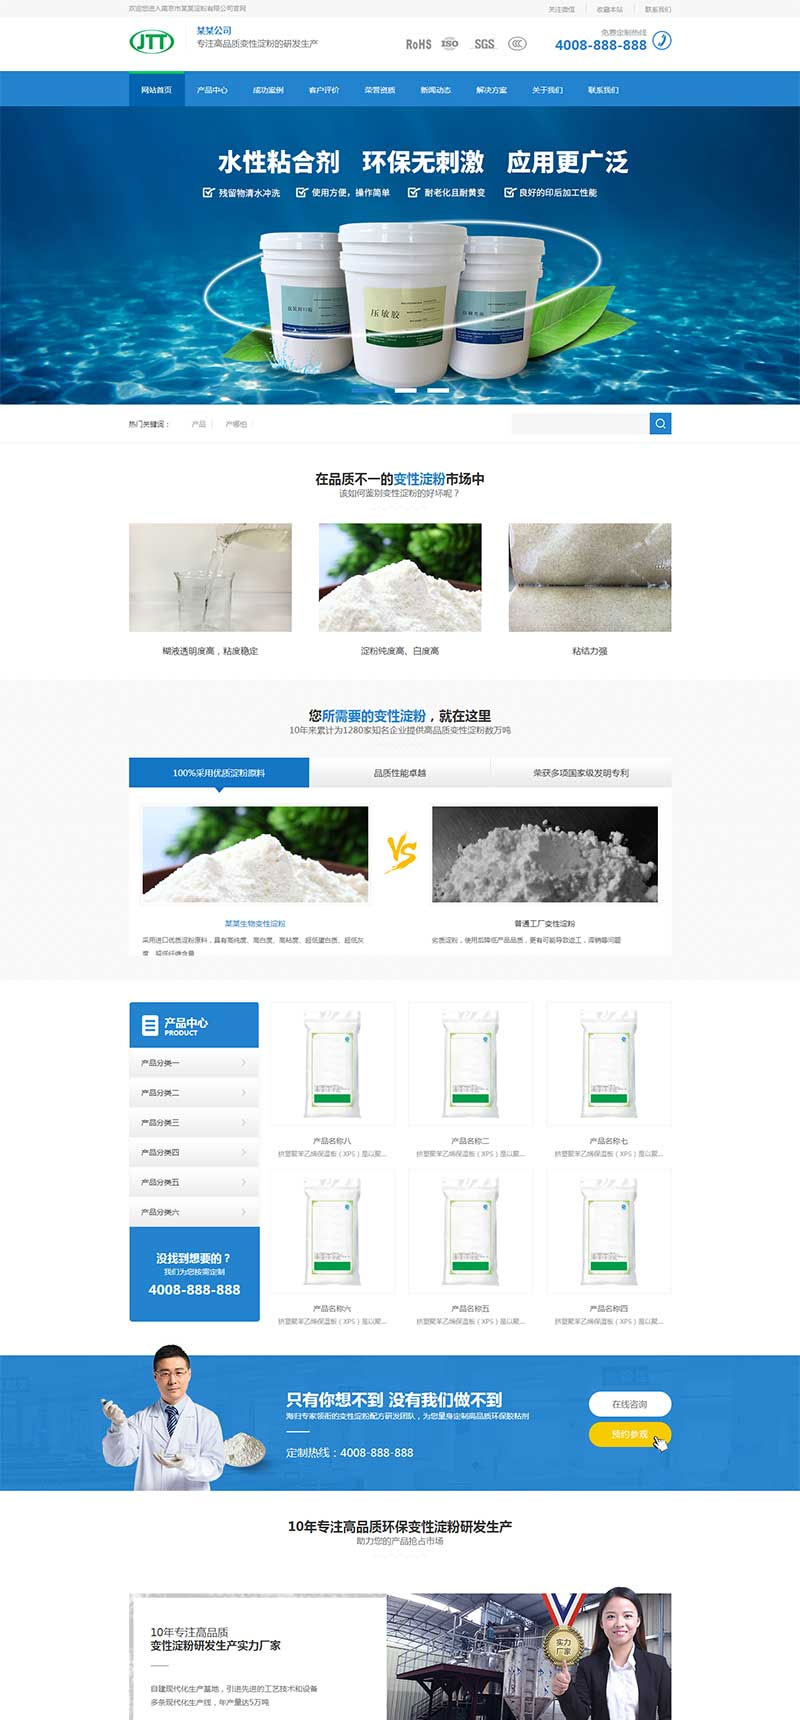 欢迎您进入南京市某某淀粉有限公司官网
关注微信
收藏本站
联系我们
JTT
某某公司
专注高品质变性淀粉的研发生产
RoHS ISO SGS CCC
免费定制热线
4008-888-888
网站首页 产品中心 成功案例 客户评价 荣誉资质 新闻动态 解决方案 关于我们 联系我们
水性粘合剂 环保无刺激 应用更广泛
残留物清水冲洗 使用方便，操作简单 耐老化且耐黄变 良好的印后加工性能
压敏胶
热门关键词： 产品 产哪怕
在品质不一的变性淀粉市场中
该如何鉴别变性淀粉的好坏呢？
糊液透明度高，粘度稳定
淀粉纯度高、白度高
粘结力强
您所需要的变性淀粉，就在这里
10年来累计为1280家知名企业提供高品质变性淀粉数万吨
100%采用优质淀粉原料 品质性能卓越 荣获多项国家级发明专利
VS
某某生物变性淀粉
采用进口优质淀粉原料，具有高纯度、高白度、高粘度、超低蛋白质、超低灰
度、超低纤维含量
普通工厂变性淀粉
劣质淀粉，使用后降低产品品质，更有可能导致返工，滞销等问题
产品中心
PRODUCT
产品分类一
产品分类二
产品分类三
产品分类四
产品分类五
产品分类六
没找到想要的？
我们为您按需定制
4008-888-888
产品名称八
挤塑聚苯乙烯保温板（XPS）是以聚...
产品名称二
挤塑聚苯乙烯保温板（XPS）是以聚...
产品名称七
挤塑聚苯乙烯保温板（XPS）是以聚...
产品名称六
挤塑聚苯乙烯保温板（XPS）是以聚...
产品名称五
挤塑聚苯乙烯保温板（XPS）是以聚...
产品名称四
挤塑聚苯乙烯保温板（XPS）是以聚...
只有你想不到 没有我们做不到
海归专家领衔的变性淀粉配方研发团队，为您量身定制高品质环保胶粘剂
定制热线：4008-888-888
在线咨询
预约参观
10年专注高品质环保变性淀粉研发生产
助力您的产品抢占市场
10年专注高品质
变性淀粉研发生产实力厂家
自建现代化生产基地，引进先进的工艺技术和设备
多条现代化生产线，年产量达5万吨
实力
厂家